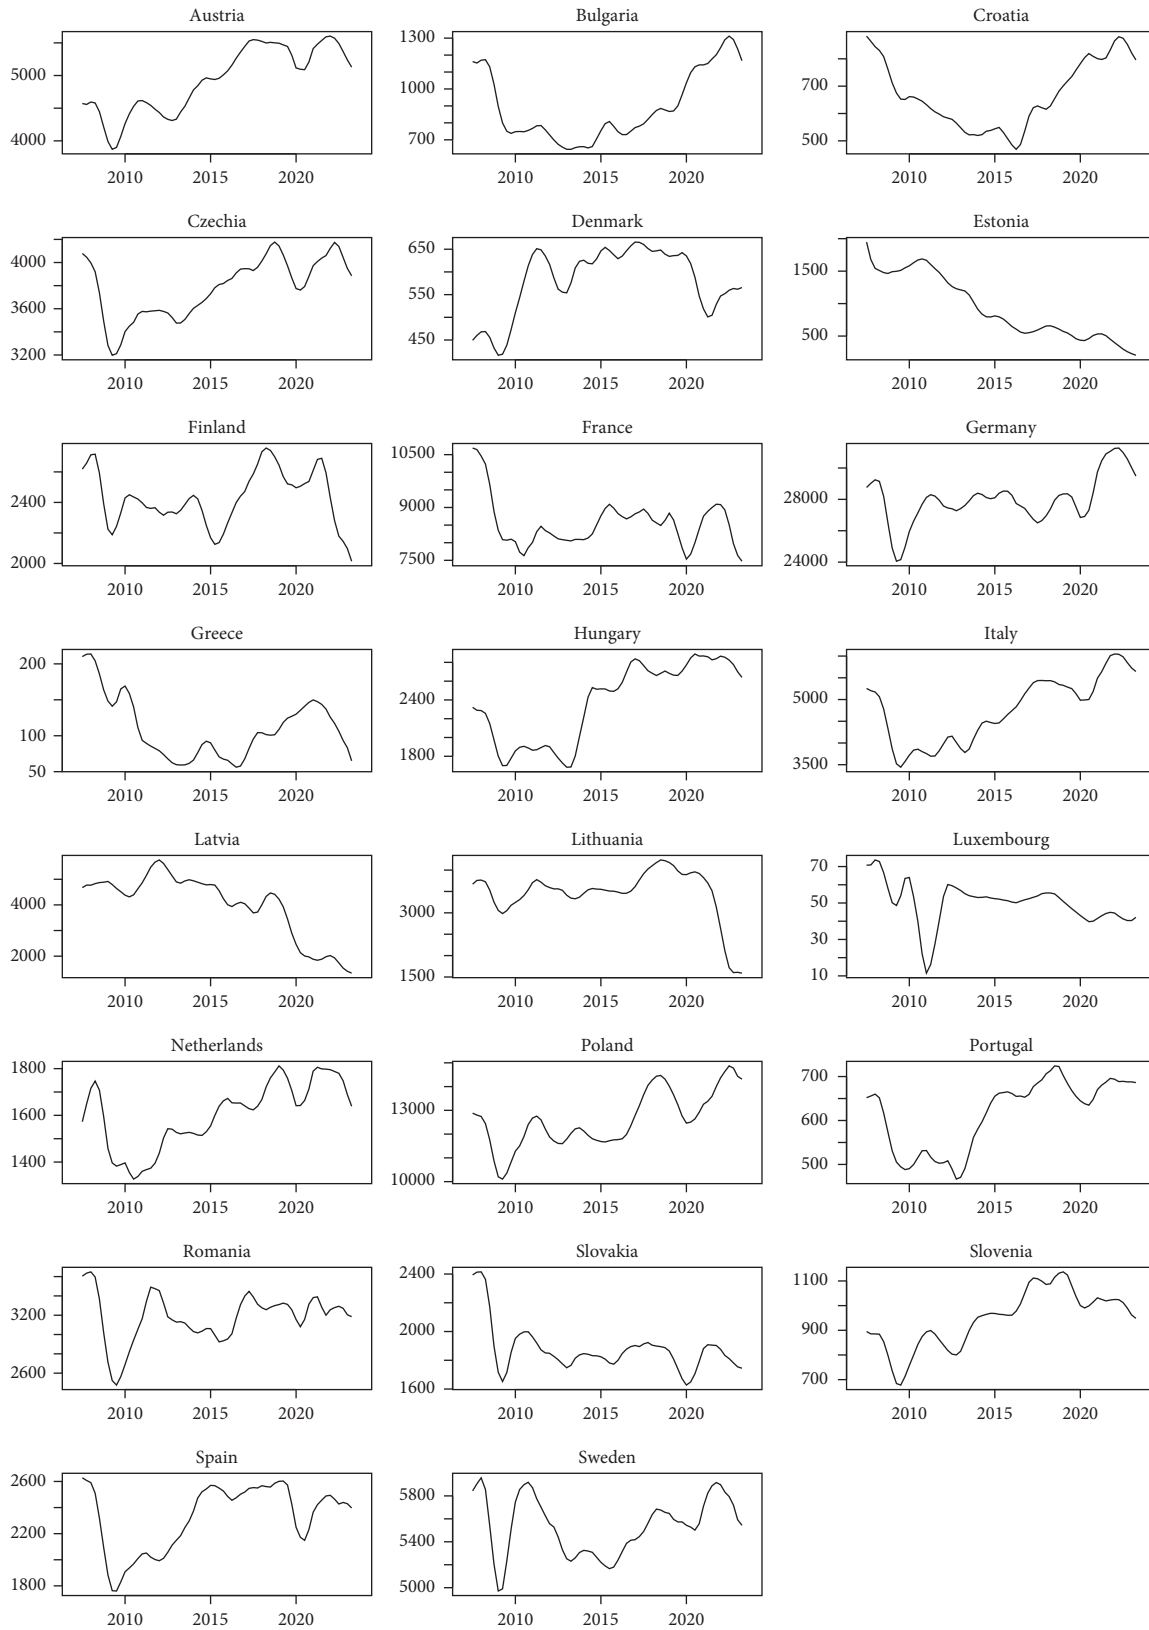 Austria
Bulgaria
Croatia
5000
4000
2010 2015 2020
1300
1000
700
2010 2015 2020
700
500
2010 2015 2020
Czechia
Denmark
Estonia
4000
3600
3200
2010 2015 2020
650
550
450
2010 2015 2020
1500
500
2010 2015 2020
Finland
France
Germany
2400
2000
2010 2015 2020
10500
9000
7500
2010 2015 2020
28000
24000
2010 2015 2020
Greece
Hungary
Italy
200
100
50
2010 2015 2020
2400
1800
2010 2015 2020
5000
3500
2010 2015 2020
Latvia
Lithuania
Luxembourg
4000
2000
2010 2015 2020
3000
1500
2010 2015 2020
70
50
30
10
2010 2015 2020
Netherlands
Poland
Portugal
1800
1600
1400
2010 2015 2020
13000
10000
2010 2015 2020
700
600
500
2010 2015 2020
Romania
Slovakia
Slovenia
3200
2600
2010 2015 2020
2400
2000
1600
2010 2015 2020
1100
900
700
2010 2015 2020
Spain
Sweden
2600
2200
1800
2010 2015 2020
5800
5400
5000
2010 2015 2020